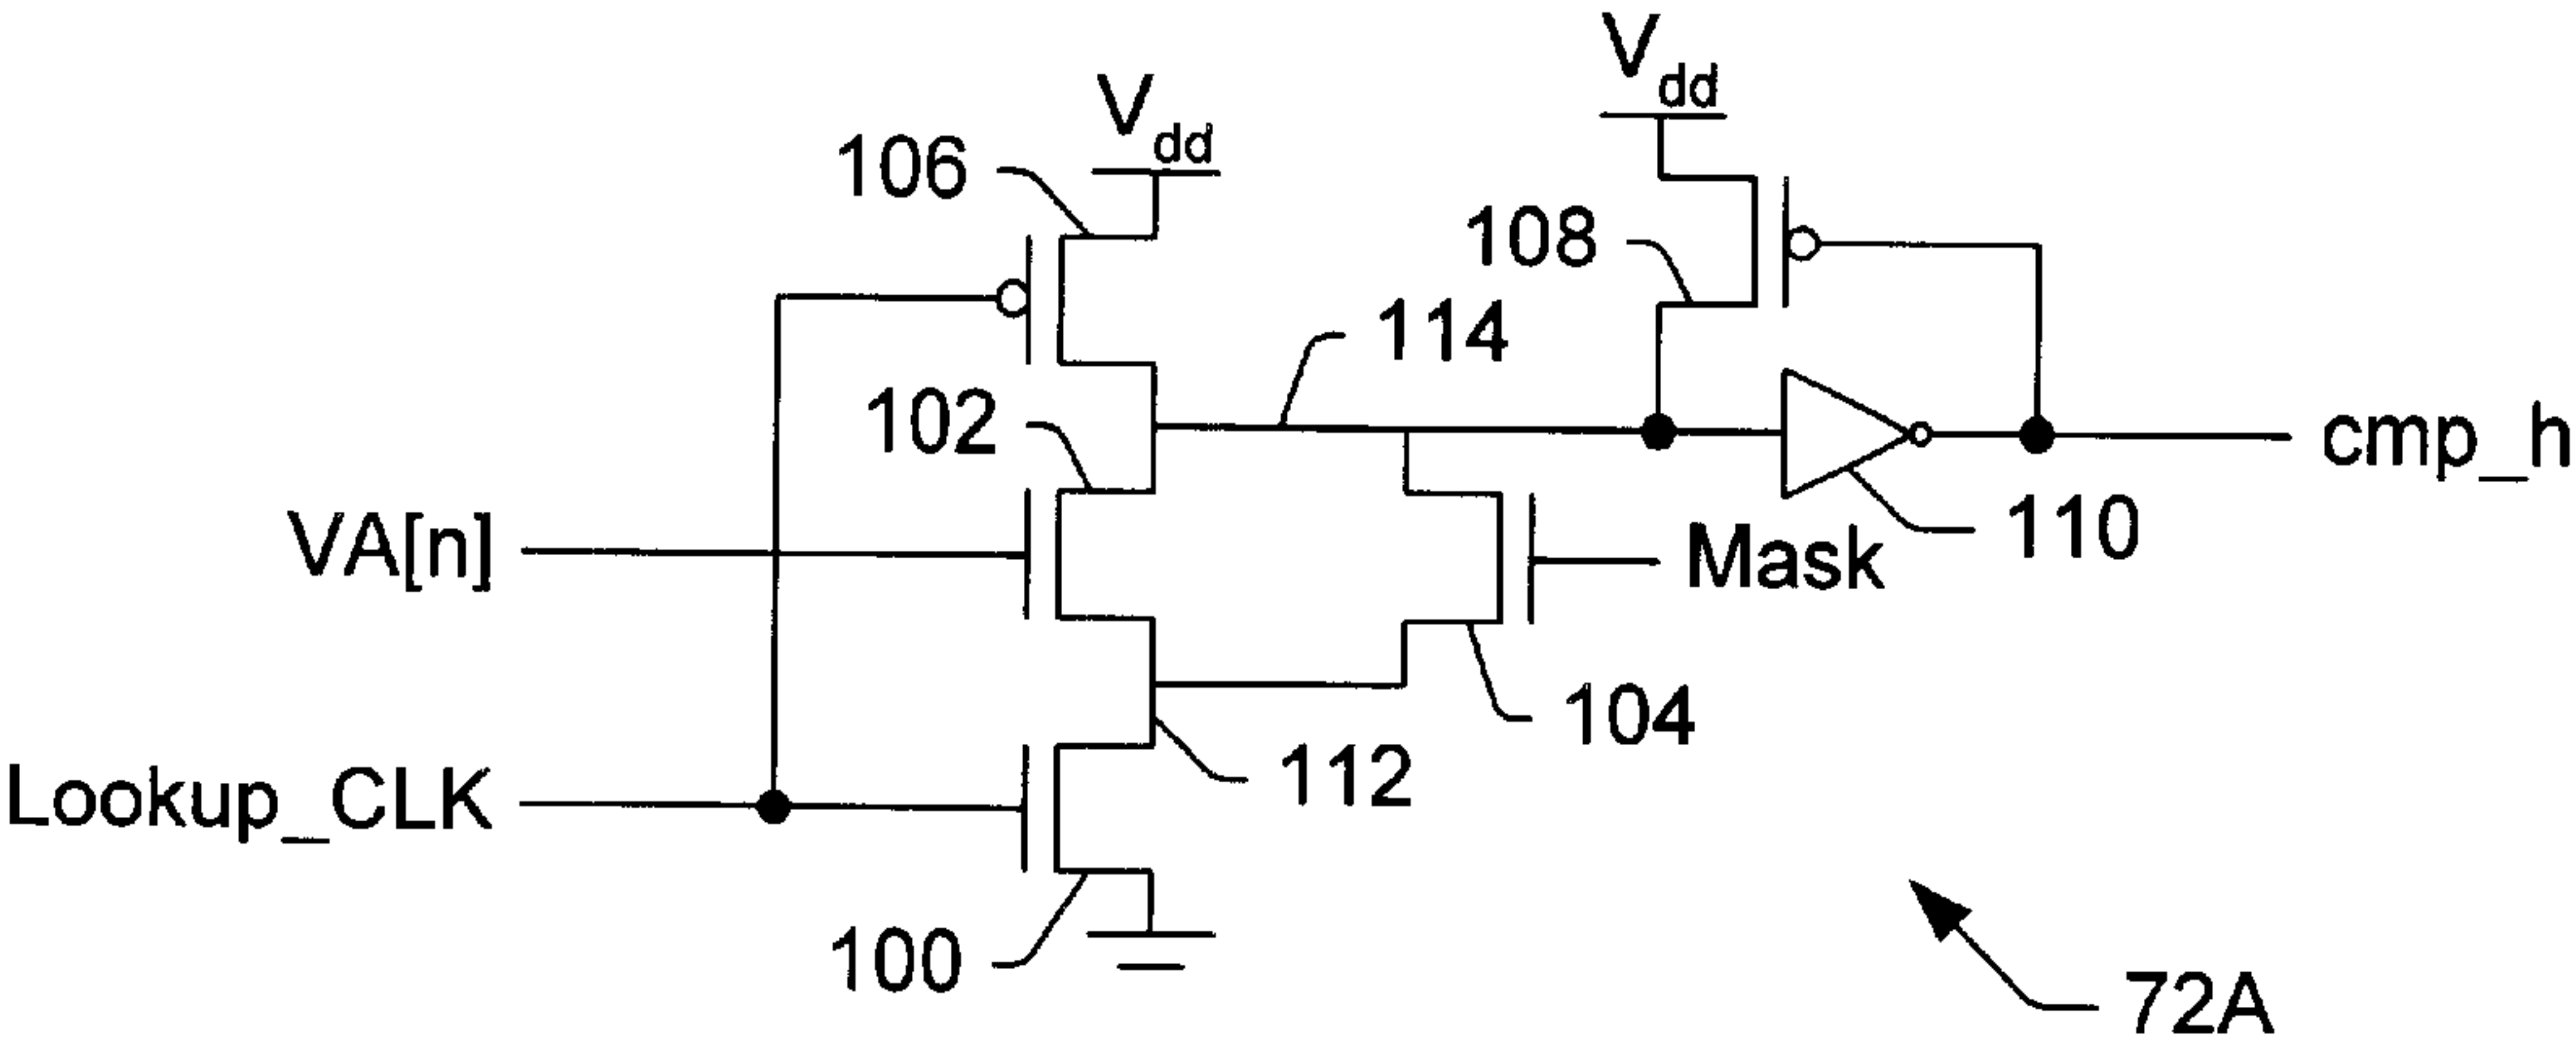 Vdd
Vdd
106
108
114
102
cmp_h
VA[n]
Mask
110
104
112
Lookup_CLK
100
72A